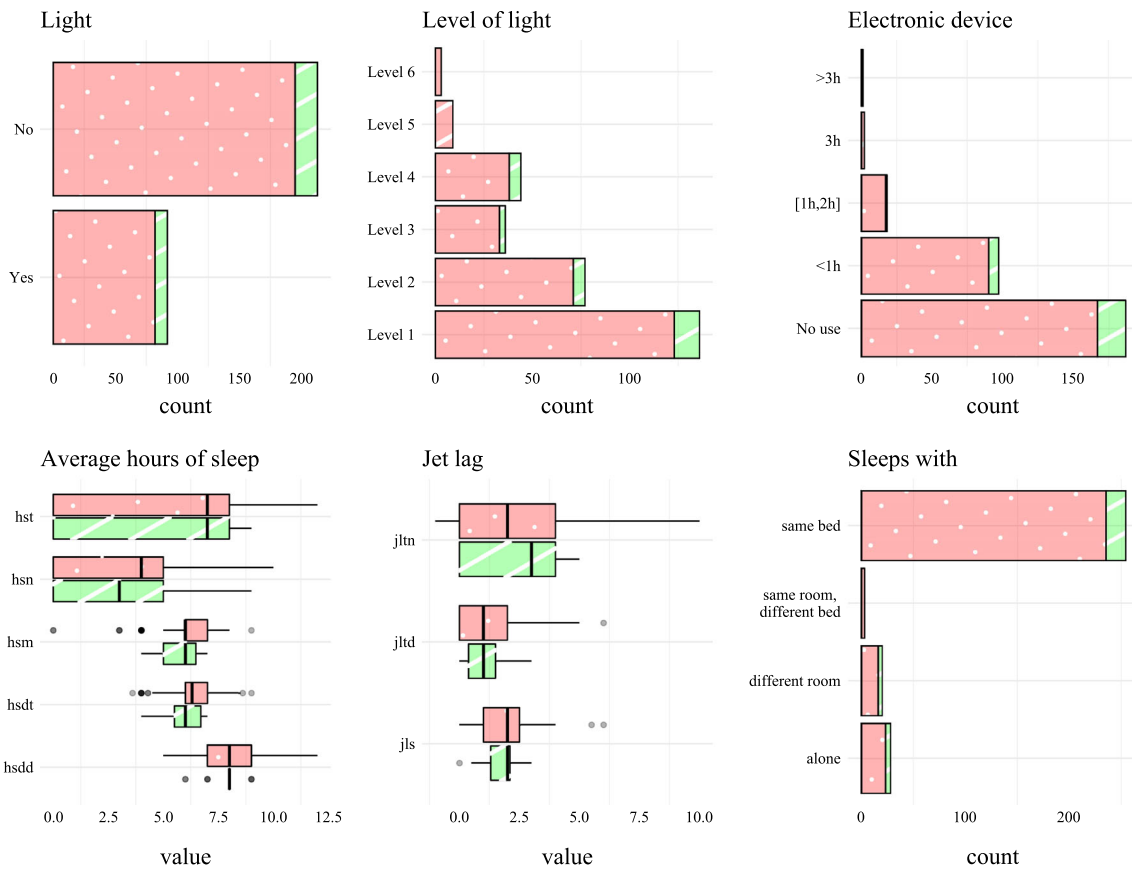 Light
No
Yes
0 50 100 150 200
count
Level of light
Level 6
Level 5
Level 4
Level 3
Level 2
Level 1
0 50 100
count
Electronic device
>3h
3h
[1h,2h]
<1h
No use
0 50 100 150
count
Average hours of sleep
hst
hsn
hsm
hsdt
hsdd
0.0 2.5 5.0 7.5 10.0 12.5
value
Jet lag
jltn
jltd
jls
0.0 2.5 5.0 7.5 10.0
value
Sleeps with
same bed
same room,
different bed
different room
alone
0 100 200
count